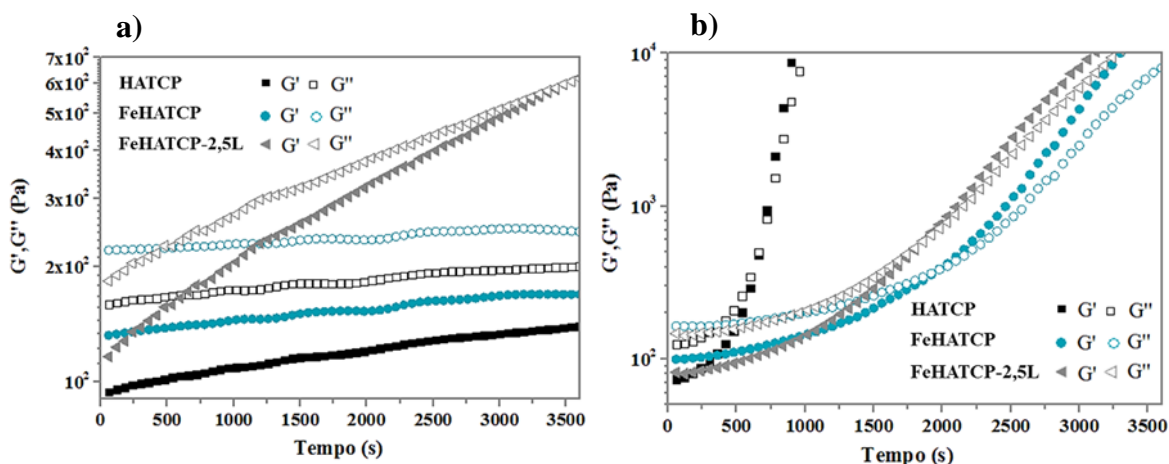 a)
7x10²
6x10²
5x10²
4x10²
3x10²
2x10²
10²
G',G'' (Pa)
HATCP G' G''
FeHATCP G' G''
FeHATCP-2,5L G' G''
0 500 1000 1500 2000 2500 3000 3500
Tempo (s)
b)
10⁴
10³
10²
G',G'' (Pa)
HATCP G' G''
FeHATCP G' G''
FeHATCP-2,5L G' G''
0 500 1000 1500 2000 2500 3000 3500
Tempo (s)